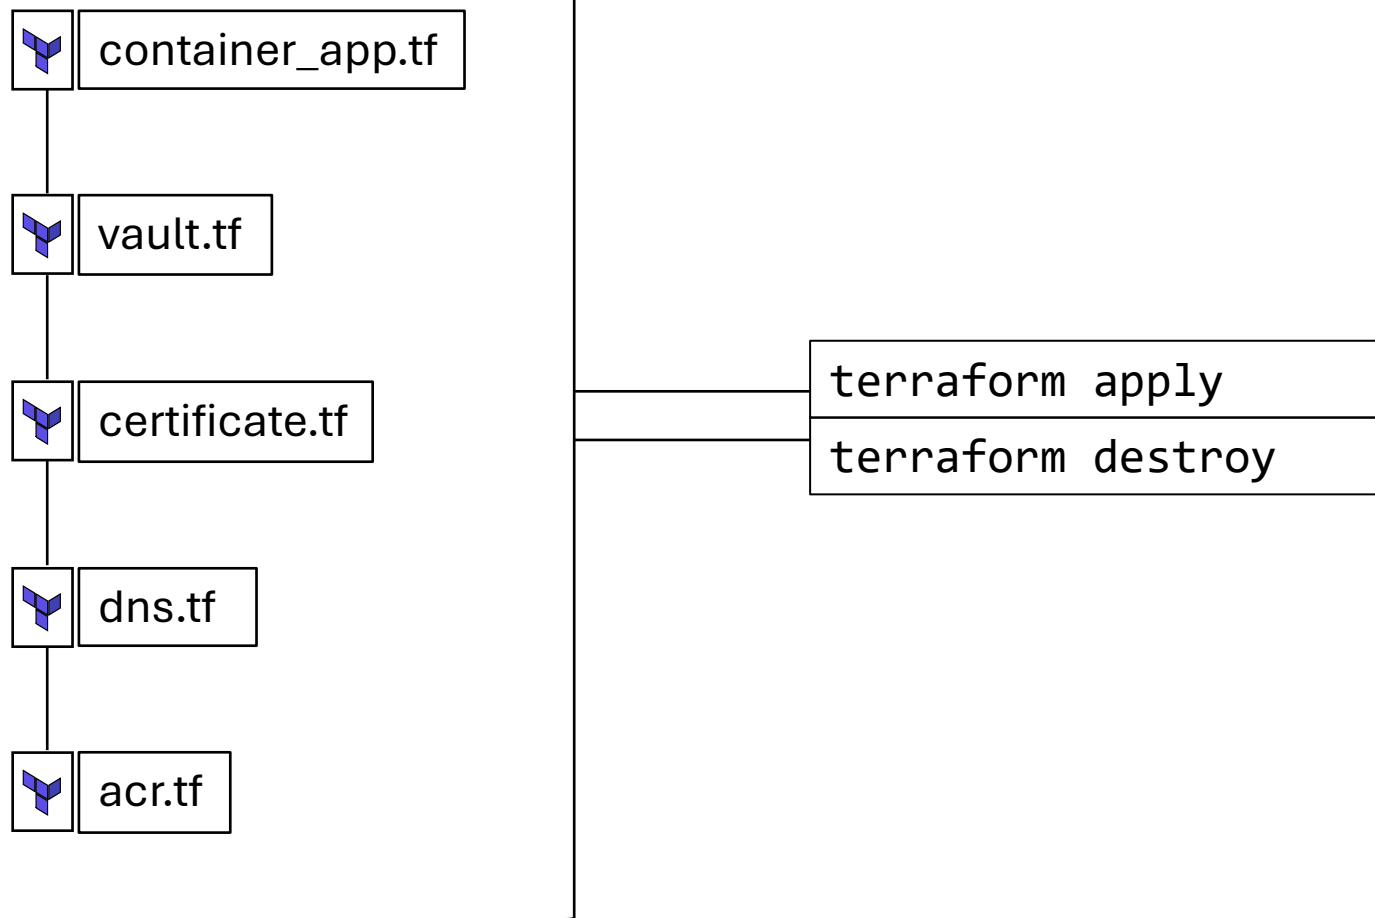 container_app.tf
vault.tf
certificate.tf
dns.tf
acr.tf
terraform apply
terraform destroy